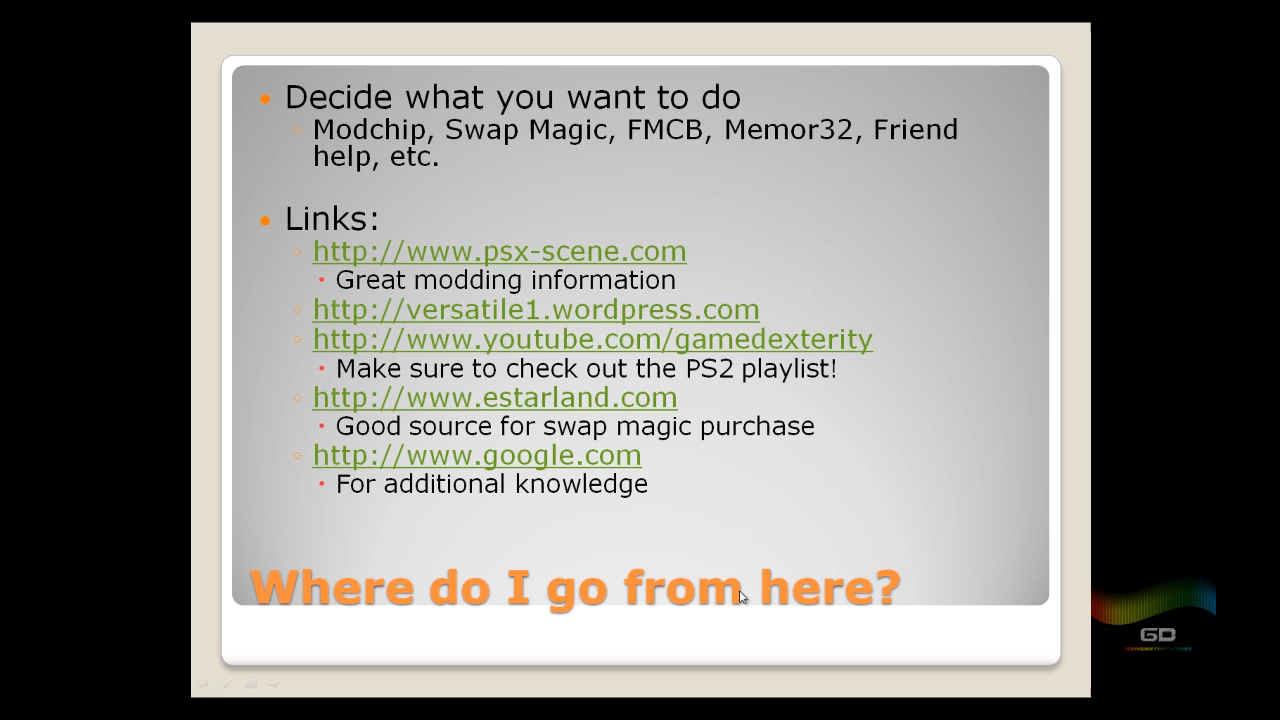 Decide what you want to do
Modchip, Swap Magic, FMCB, Memor32, Friend
help, etc.
Links:
http://www.psx-scene.com
Great modding information
http://versatile1.wordpress.com
http://www.youtube.com/gamedexterity
Make sure to check out the PS2 playlist!
http://www.estarland.com
Good source for swap magic purchase
http://www.google.com
For additional knowledge
Where do I go from here?
GD
GAMEDEXTERITY TEAM